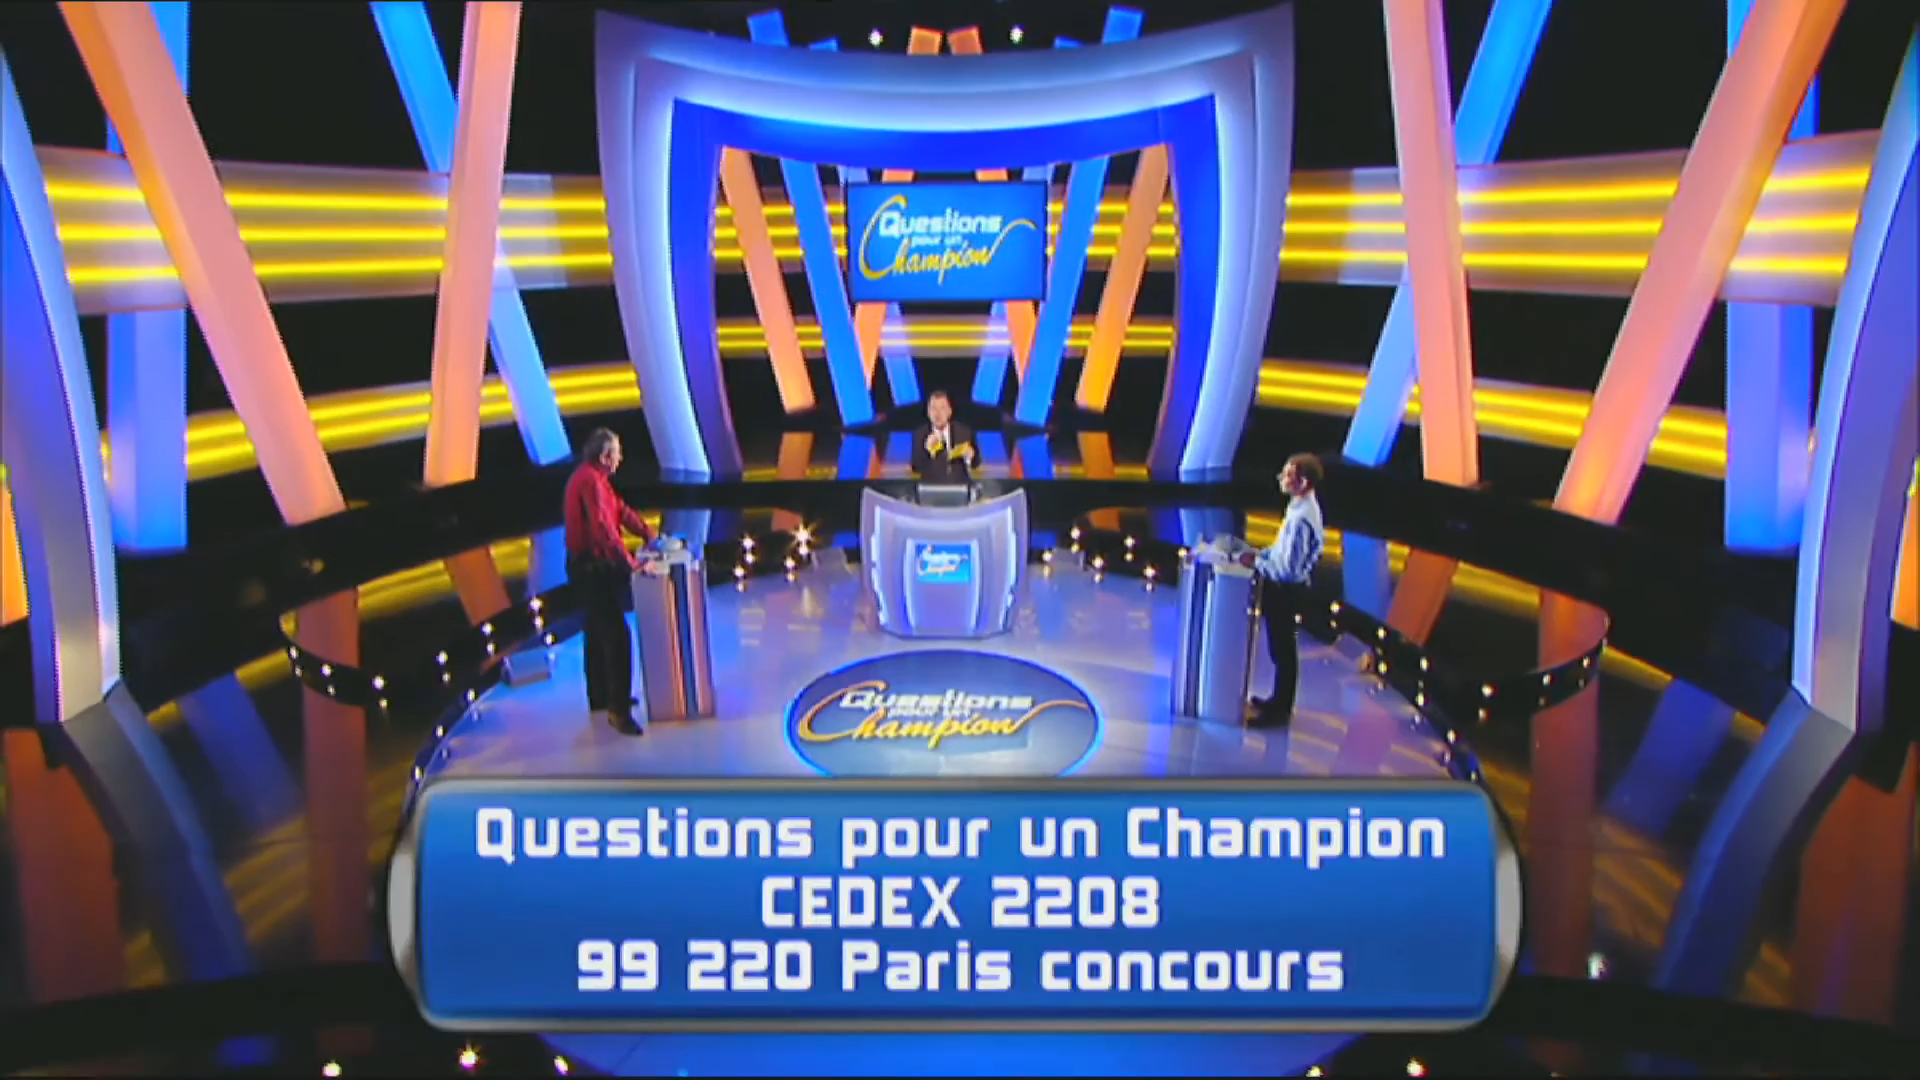 Questions
pour un
Champion
Questions
pour un
Champion
Questions pour un Champion
CEDEX 2208
99 220 Paris concours